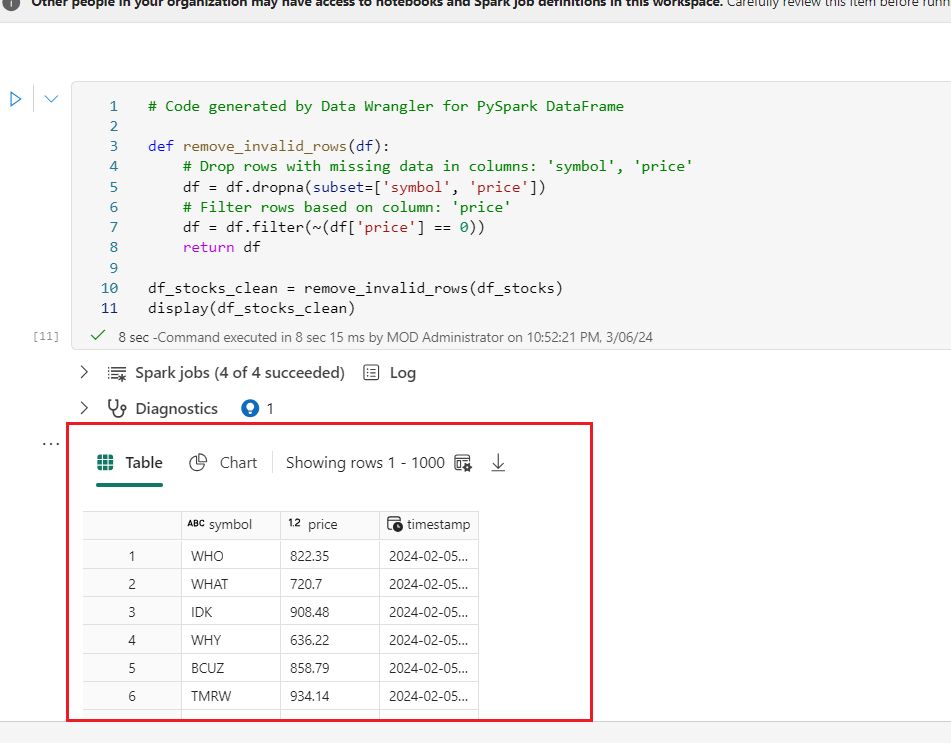 Other people in your organization may have access to notebooks and Spark job definitions in this workspace. Carefully review this item before runn
1 # Code generated by Data Wrangler for PySpark DataFrame
2
3 def remove_invalid_rows(df):
4 # Drop rows with missing data in columns: 'symbol', 'price'
5 df = df.dropna(subset=['symbol', 'price'])
6 # Filter rows based on column: 'price'
7 df = df.filter(~(df['price'] == 0))
8 return df
9
10 df_stocks_clean = remove_invalid_rows(df_stocks)
11 display(df_stocks_clean)
[11] 8 sec -Command executed in 8 sec 15 ms by MOD Administrator on 10:52:21 PM, 3/06/24
Spark jobs (4 of 4 succeeded) Log
Diagnostics 1
...
Table Chart Showing rows 1 - 1000
ABC symbol 1.2 price timestamp
1 WHO 822.35 2024-02-05...
2 WHAT 720.7 2024-02-05...
3 IDK 908.48 2024-02-05...
4 WHY 636.22 2024-02-05...
5 BCUZ 858.79 2024-02-05...
6 TMRW 934.14 2024-02-05...